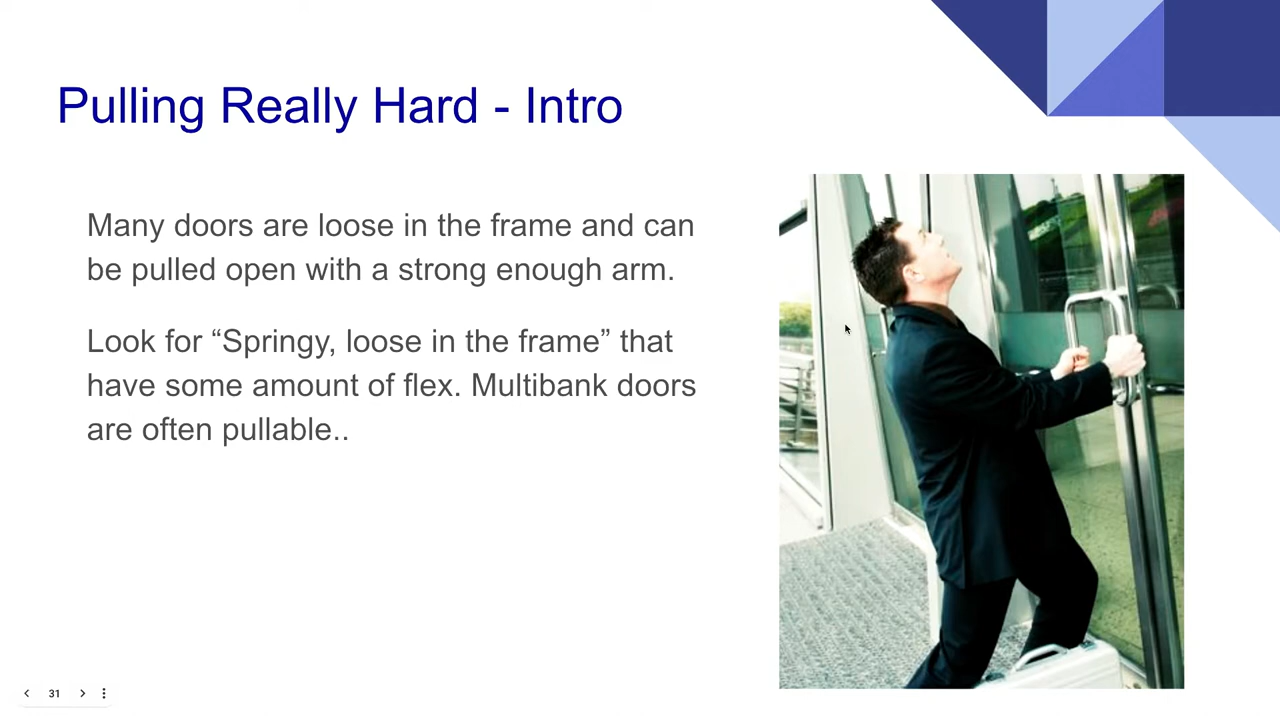 Pulling Really Hard - Intro
Many doors are loose in the frame and can
be pulled open with a strong enough arm.
Look for “Springy, loose in the frame” that
have some amount of flex. Multibank doors
are often pullable..
31